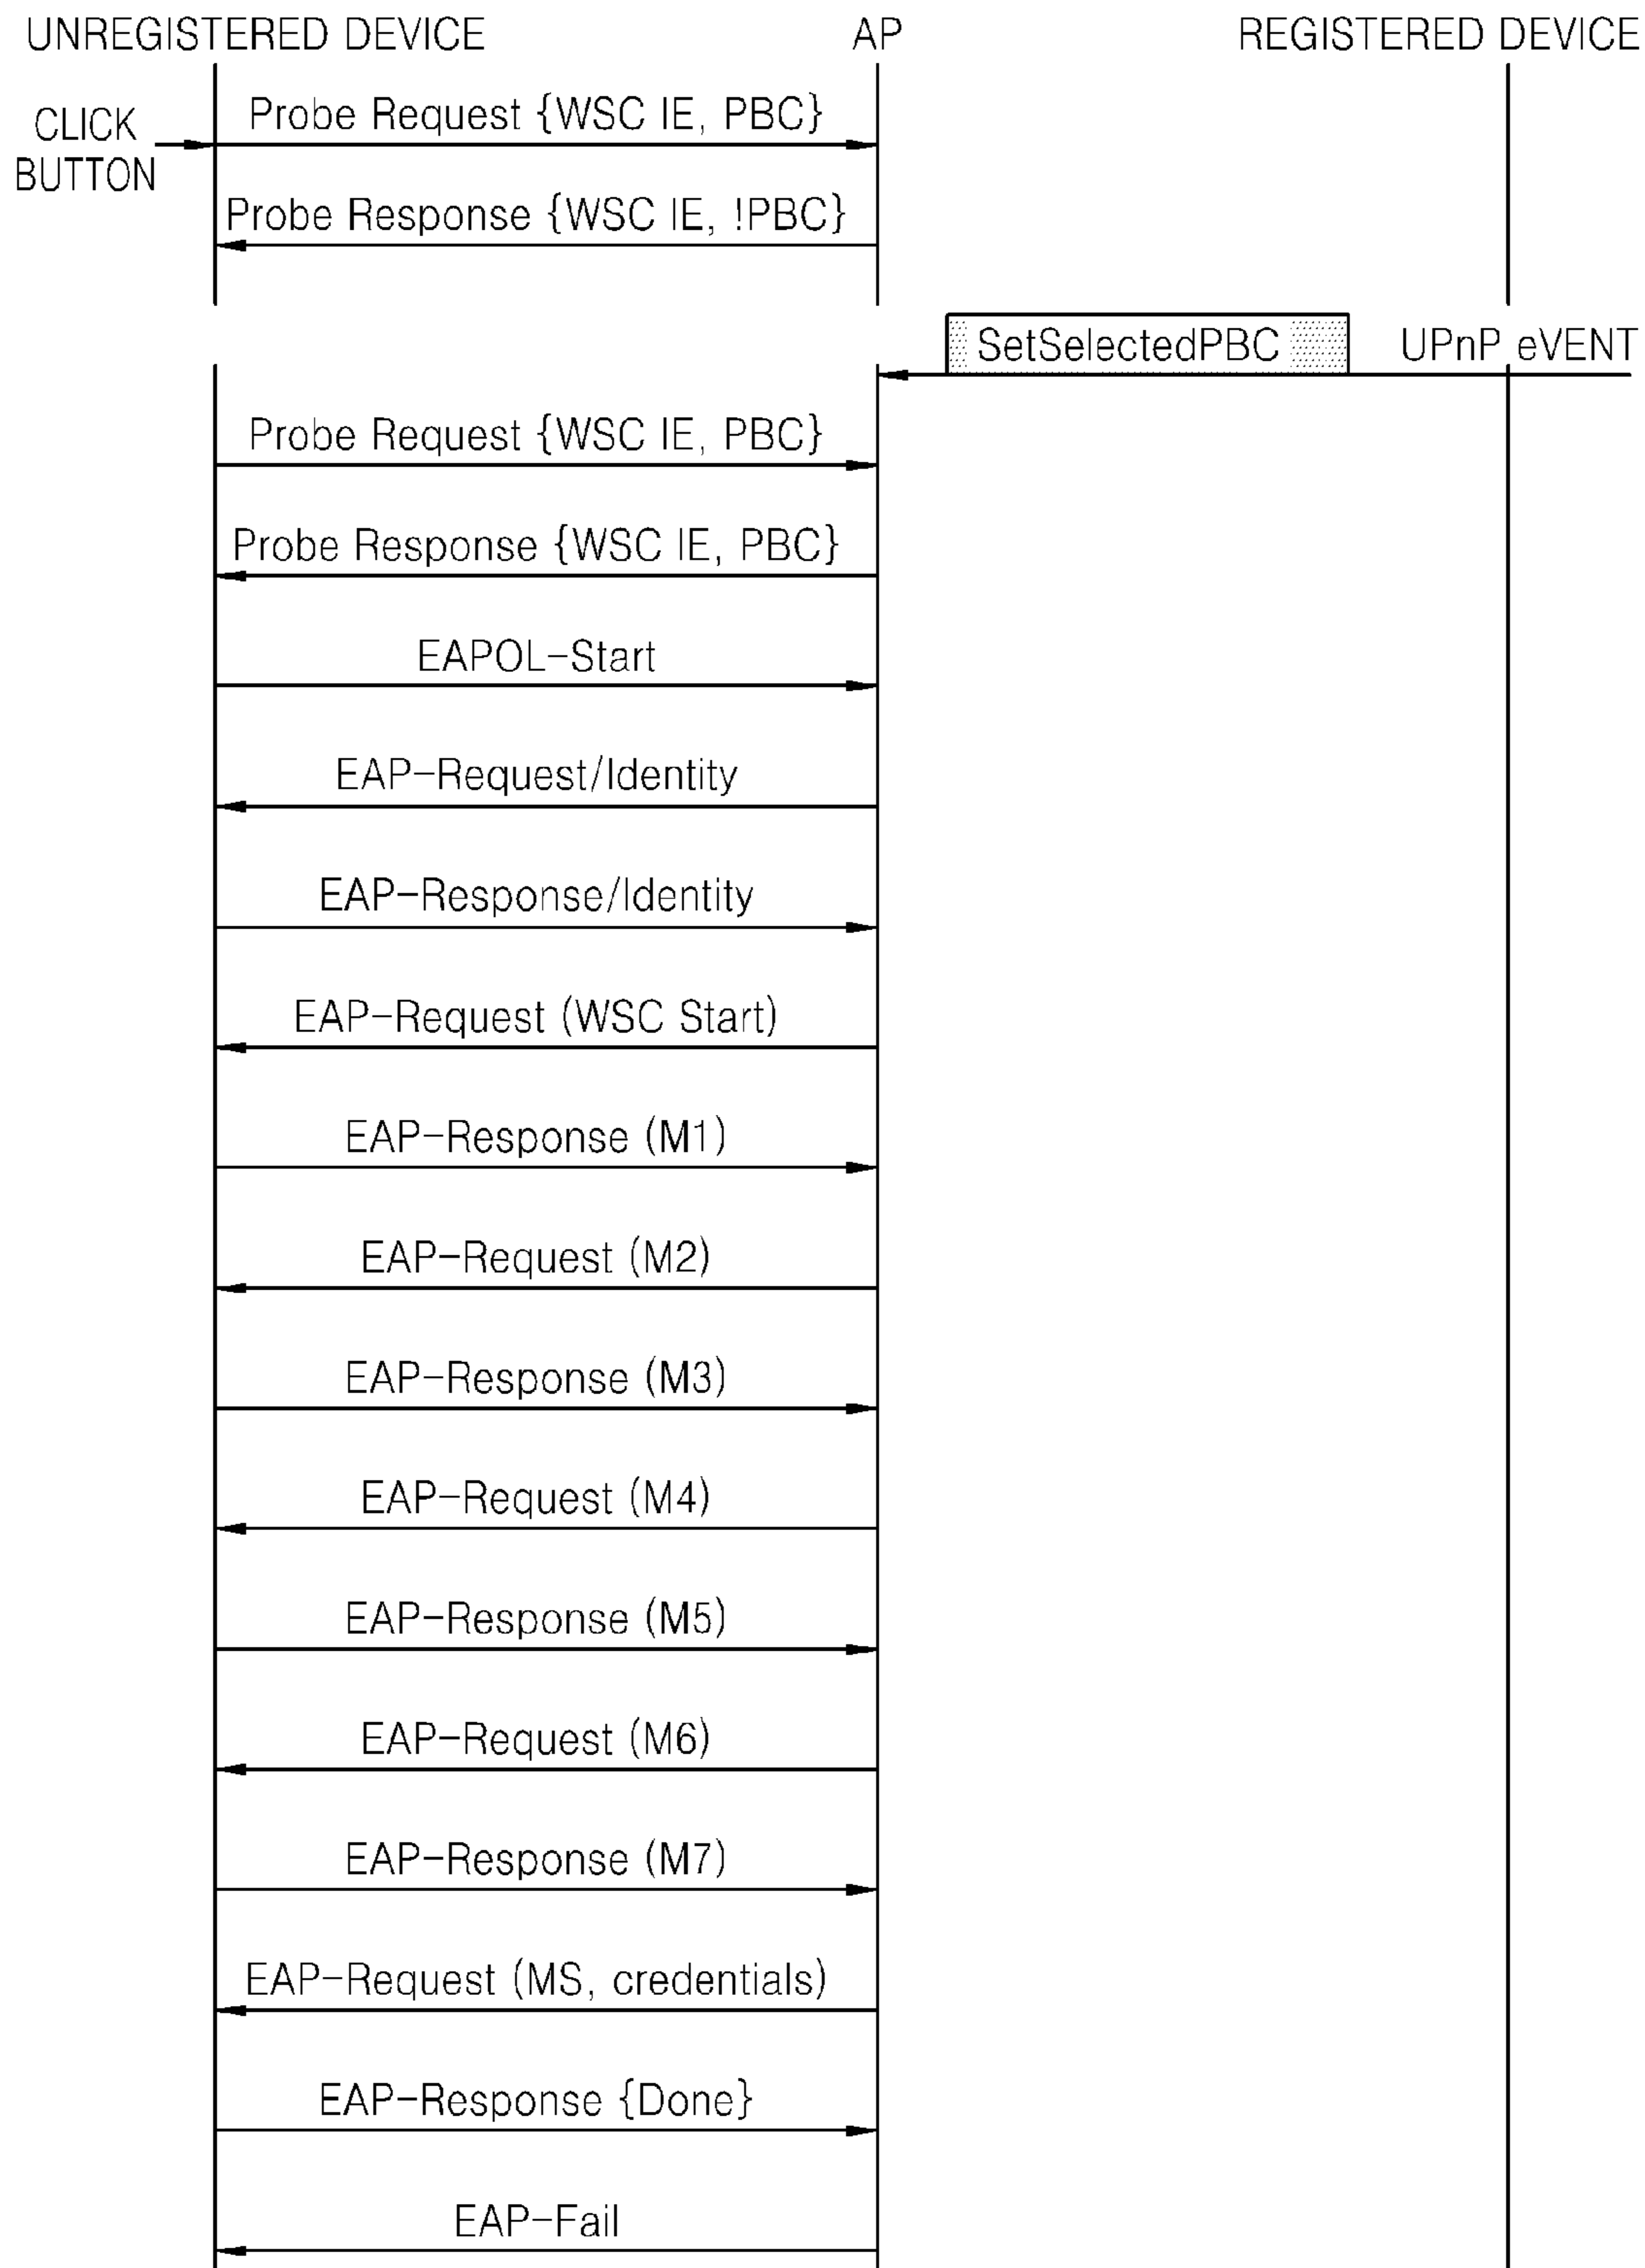 UNREGISTERED DEVICE
AP
REGISTERED DEVICE
CLICK
BUTTON
Probe Request {WSC IE, PBC}
Probe Response {WSC IE, !PBC}
SetSelectedPBC
UPnP eVENT
Probe Request {WSC IE, PBC}
Probe Response {WSC IE, PBC}
EAPOL-Start
EAP-Request/Identity
EAP-Response/Identity
EAP-Request (WSC Start)
EAP-Response (M1)
EAP-Request (M2)
EAP-Response (M3)
EAP-Request (M4)
EAP-Response (M5)
EAP-Request (M6)
EAP-Response (M7)
EAP-Request (MS, credentials)
EAP-Response {Done}
EAP-Fail